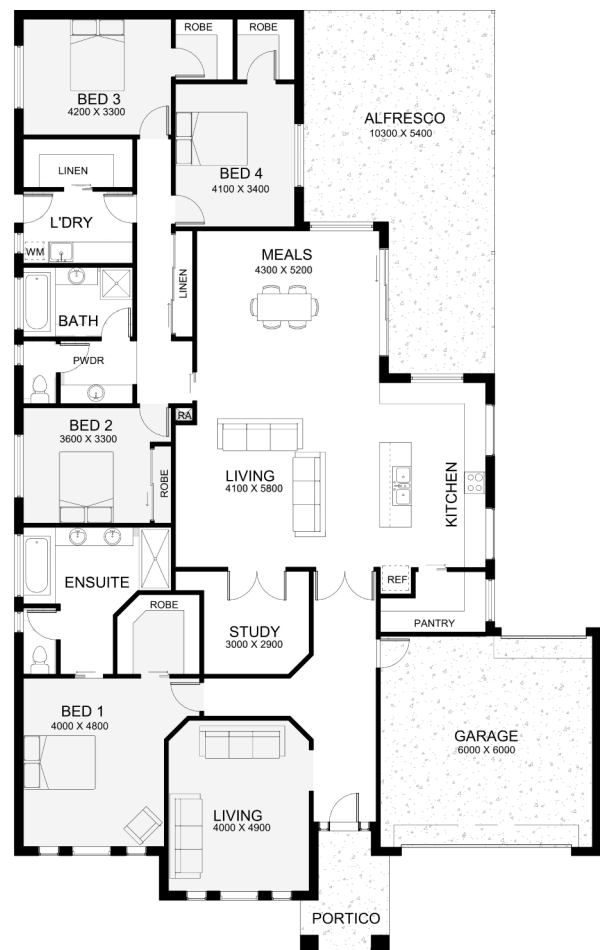 ROBE
ROBE
BED 3
4200 X 3300
ALFRESCO
10300 X 5400
BED 4
4100 X 3400
LINEN
L'DRY
WM
MEALS
4300 X 5200
LINEN
BATH
PWDR
RA
BED 2
3600 X 3300
ROBE
LIVING
4100 X 5800
KITCHEN
ENSUITE
REF
ROBE
PANTRY
STUDY
3000 X 2900
BED 1
4000 X 4800
GARAGE
6000 X 6000
LIVING
4000 X 4900
PORTICO